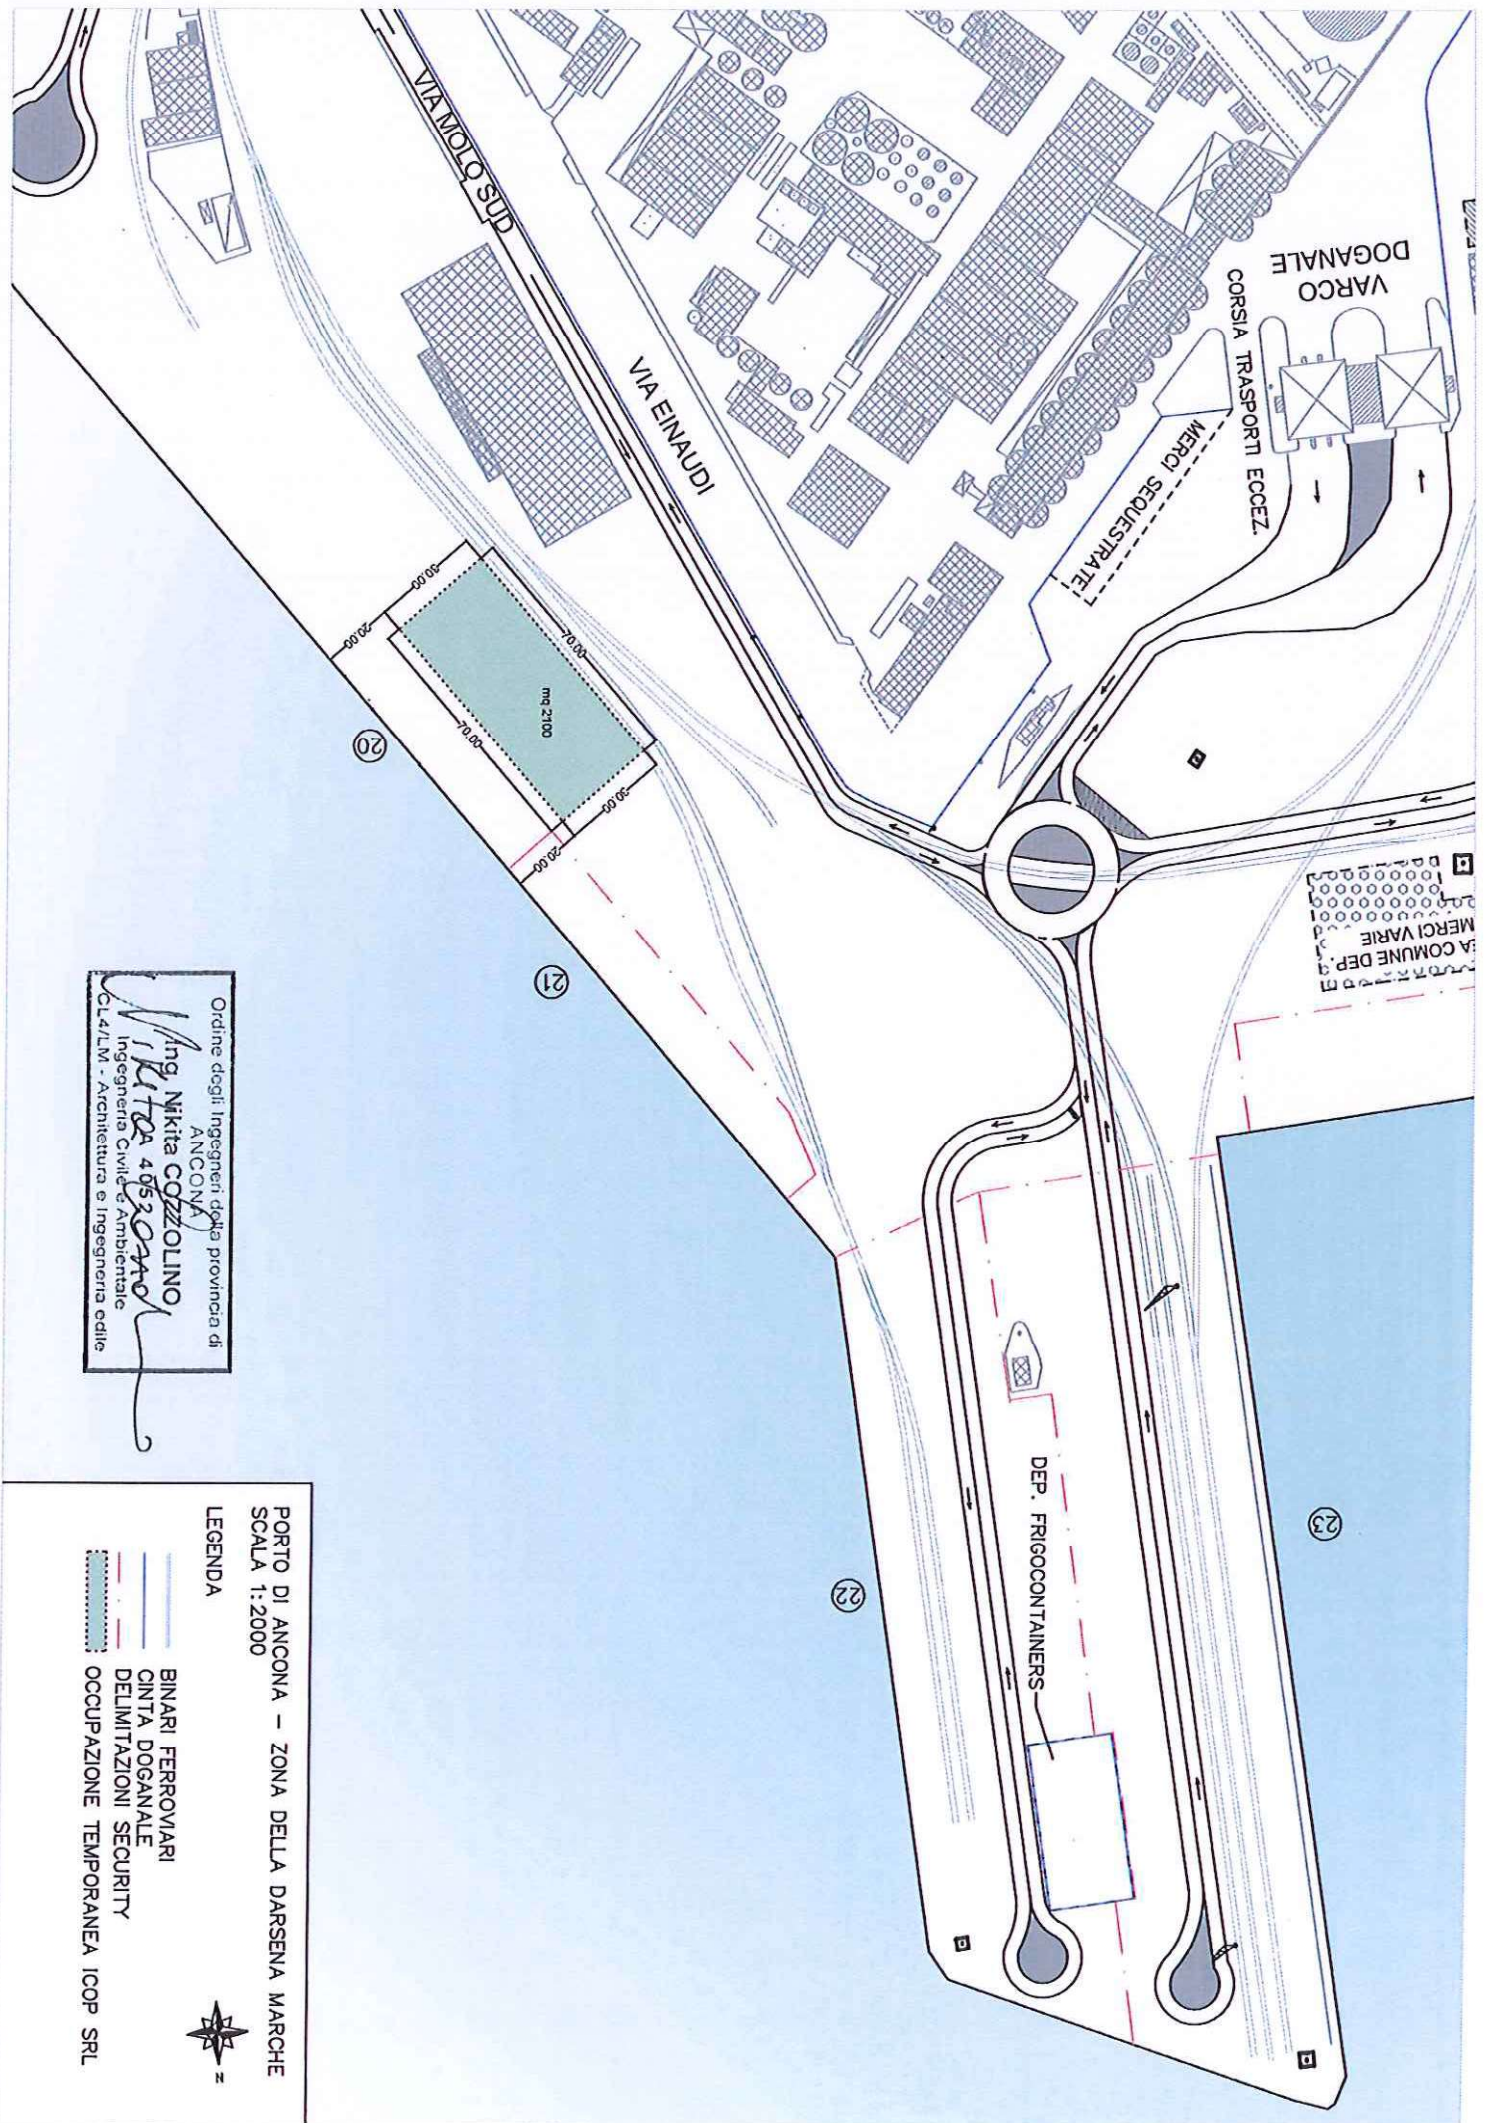 VIA MOLO SUD
VIA EINAUDI
VARCO
DOGANALE
CORSIA TRASPORTI ECCEZ.
MERCI SEQUESTRATE
EA COMUNE DEP.
MERCI VARIE
30.00
20.00
70.00
mq 2100
70.00
30.00
20.00
20
21
22
23
DEP. FRIGOCONTAINERS
Ordine degli Ingegneri della provincia di
ANCONA
Ing. Nikita COZZOLINO
Ingegneria Civile e Ambientale
CL4/LM - Architettura e Ingegneria edile
PORTO DI ANCONA - ZONA DELLA DARSENA MARCHE
SCALA 1:2000
LEGENDA
BINARI FERROVIARI
CINTA DOGANALE
DELIMITAZIONI SECURITY
OCCUPAZIONE TEMPORANEA ICOP SRL
N